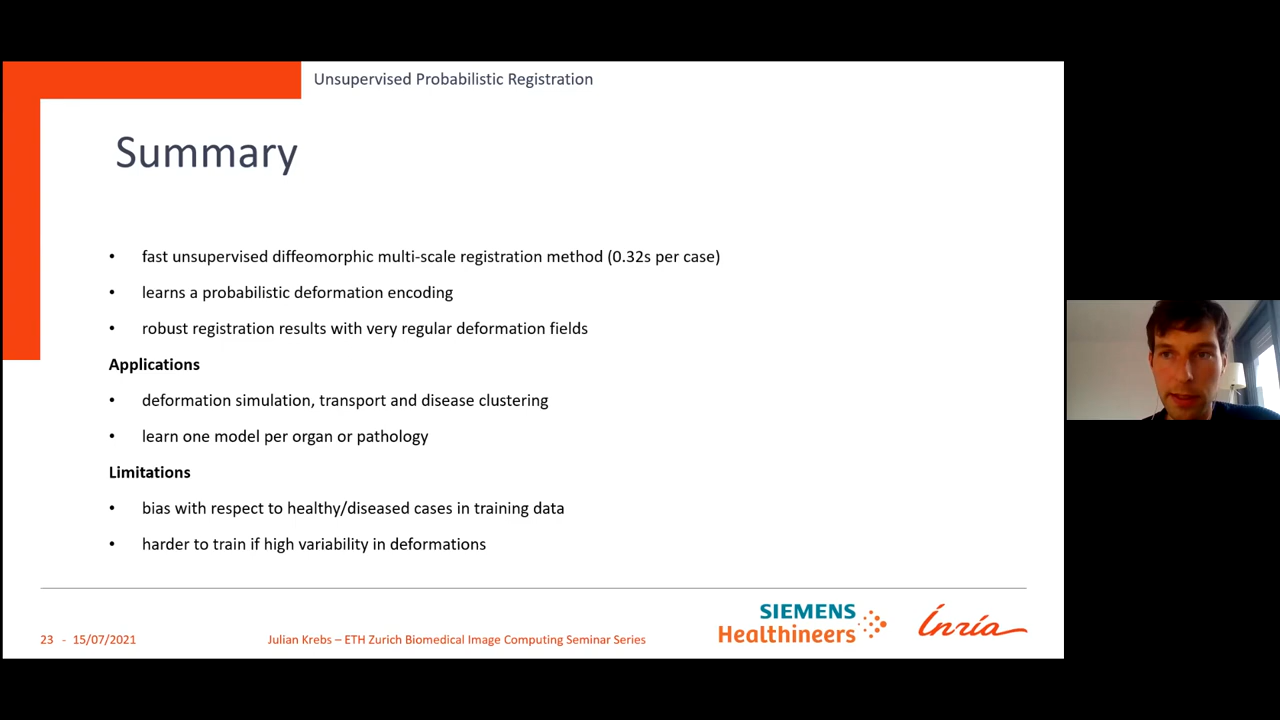 Unsupervised Probabilistic Registration
Summary
• fast unsupervised diffeomorphic multi-scale registration method (0.32s per case)
• learns a probabilistic deformation encoding
• robust registration results with very regular deformation fields
Applications
• deformation simulation, transport and disease clustering
• learn one model per organ or pathology
Limitations
• bias with respect to healthy/diseased cases in training data
• harder to train if high variability in deformations
SIEMENS
Healthineers
Inria
23 - 15/07/2021
Julian Krebs – ETH Zurich Biomedical Image Computing Seminar Series